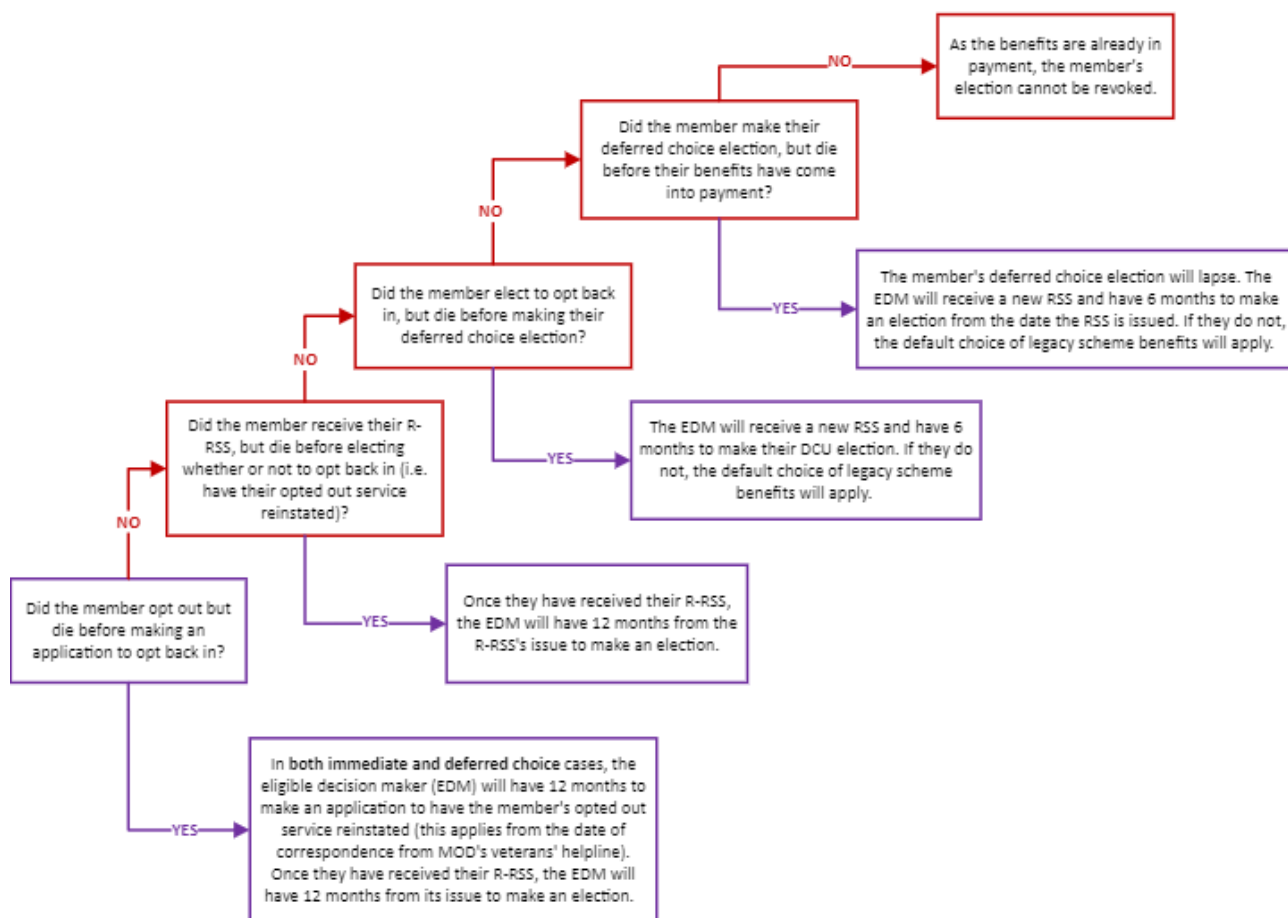 As the benefits are already in
payment, the member's
election cannot be revoked.
NO
Did the member make their
deferred choice election, but die
before their benefits have come
into payment?
NO
YES
The member's deferred choice election will lapse. The
EDM will receive a new RSS and have 6 months to make
an election from the date the RSS is issued. If they do not,
the default choice of legacy scheme benefits will apply.
Did the member elect to opt back
in, but die before making their
deferred choice election?
NO
YES
The EDM will receive a new RSS and have 6
months to make their DCU election. If they do
not, the default choice of legacy scheme
benefits will apply.
Did the member receive their R-
RSS, but die before electing
whether or not to opt back in (i.e.
have their opted out service
reinstated)?
NO
YES
Once they have received their R-RSS,
the EDM will have 12 months from the
R-RSS's issue to make an election.
Did the member opt out but
die before making an
application to opt back in?
YES
In both immediate and deferred choice cases, the
eligible decision maker (EDM) will have 12 months to
make an application to have the member's opted out
service reinstated (this applies from the date of
correspondence from MOD's veterans' helpline).
Once they have received their R-RSS, the EDM will
have 12 months from its issue to make an election.